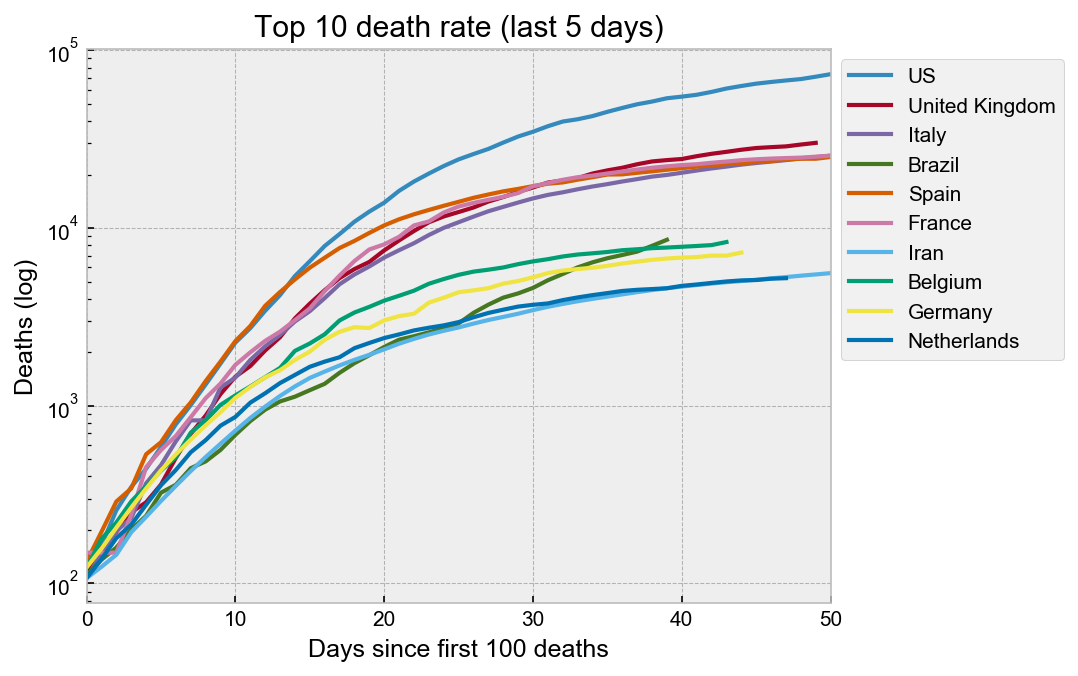 Top 10 death rate (last 5 days)
10^5
10^4
10^3
10^2
Deaths (log)
0 10 20 30 40 50
Days since first 100 deaths
US
United Kingdom
Italy
Brazil
Spain
France
Iran
Belgium
Germany
Netherlands